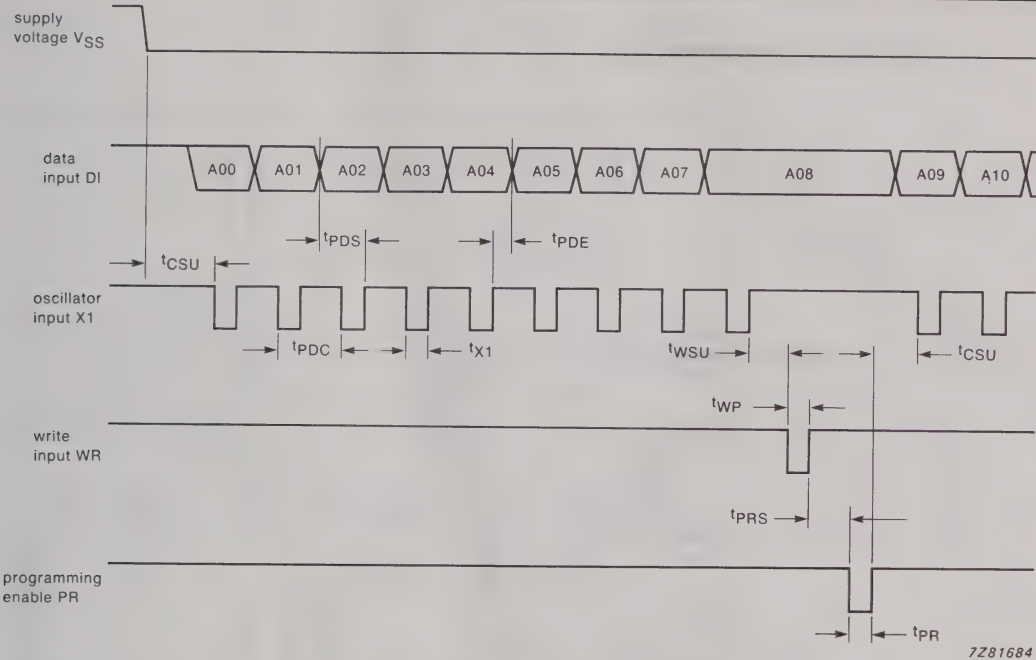 supply
voltage VSS
data
input DI
A00 A01 A02 A03 A04 A05 A06 A07 A08 A09 A10
tPDS
tPDE
tCSU
oscillator
input X1
tPDC
tX1
tWSU
tCSU
tWP
write
input WR
tPRS
programming
enable PR
tPR
7Z81684